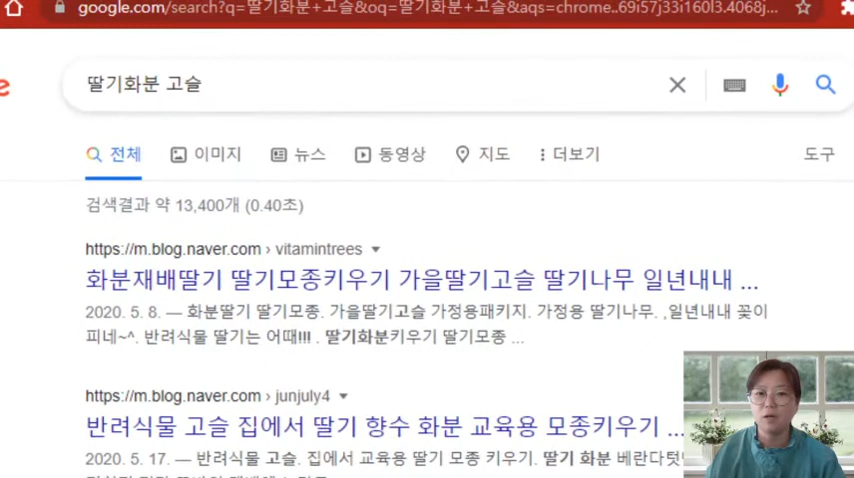 google.com/search?q=딸기화분+고슬&oq=딸기화분+고슬&aqs=chrome..69i57j33i160l3.4068j...
딸기화분 고슬
전체 이미지 뉴스 동영상 지도 더보기 도구
검색결과 약 13,400개 (0.40초)
https://m.blog.naver.com › vitamintrees
화분재배딸기 딸기모종키우기 가을딸기고슬 딸기나무 일년내내 ...
2020. 5. 8. — 화분딸기 딸기모종. 가을딸기고슬 가정용패키지. 가정용 딸기나무. ,일년내내 꽃이
피네~^. 반려식물 딸기는 어때!!! . 딸기화분키우기 딸기모종 ...
https://m.blog.naver.com › junjuly4
반려식물 고슬 집에서 딸기 향수 화분 교육용 모종키우기 ...
2020. 5. 17. — 반려식물 고슬. 집에서 교육용 딸기 모종 키우기. 딸기 화분 베란다텃